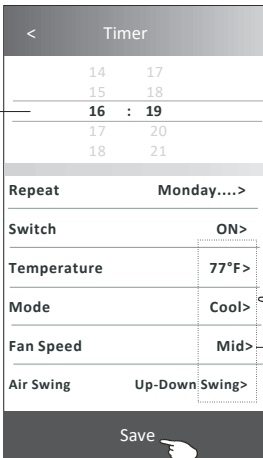 < Timer
14 17
15 18
16 : 19
17 20
18 21
Repeat Monday....>
Switch ON>
Temperature 77°F>
Mode Cool>
Fan Speed Mid>
Air Swing Up-Down Swing>
Save